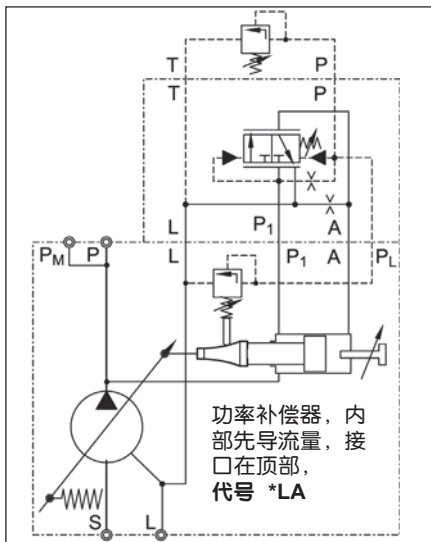 T P
T P
L P1 A
PM P L P1 A PL
功率补偿器，内
部先导流量，接
口在顶部，
代号 *LA
S L